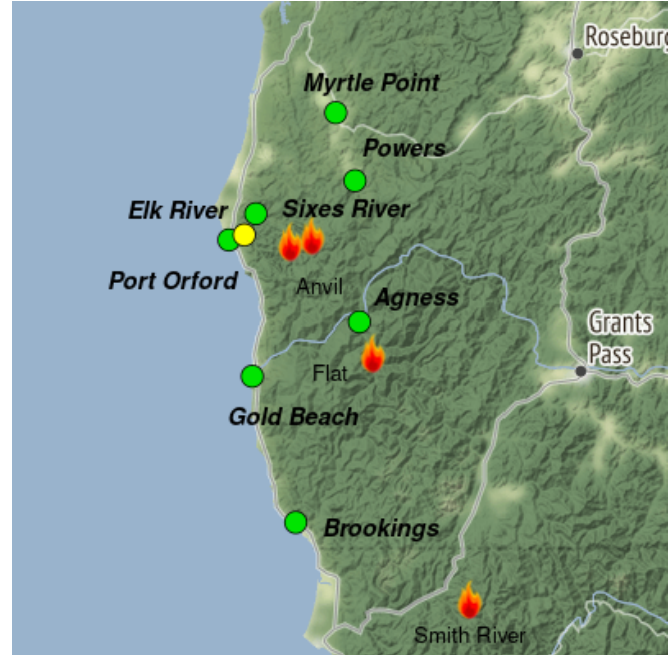 Roseburg
Myrtle Point
Powers
Elk River
Sixes River
Port Orford
Anvil
Agness
Grants
Pass
Flat
Gold Beach
Brookings
Smith River